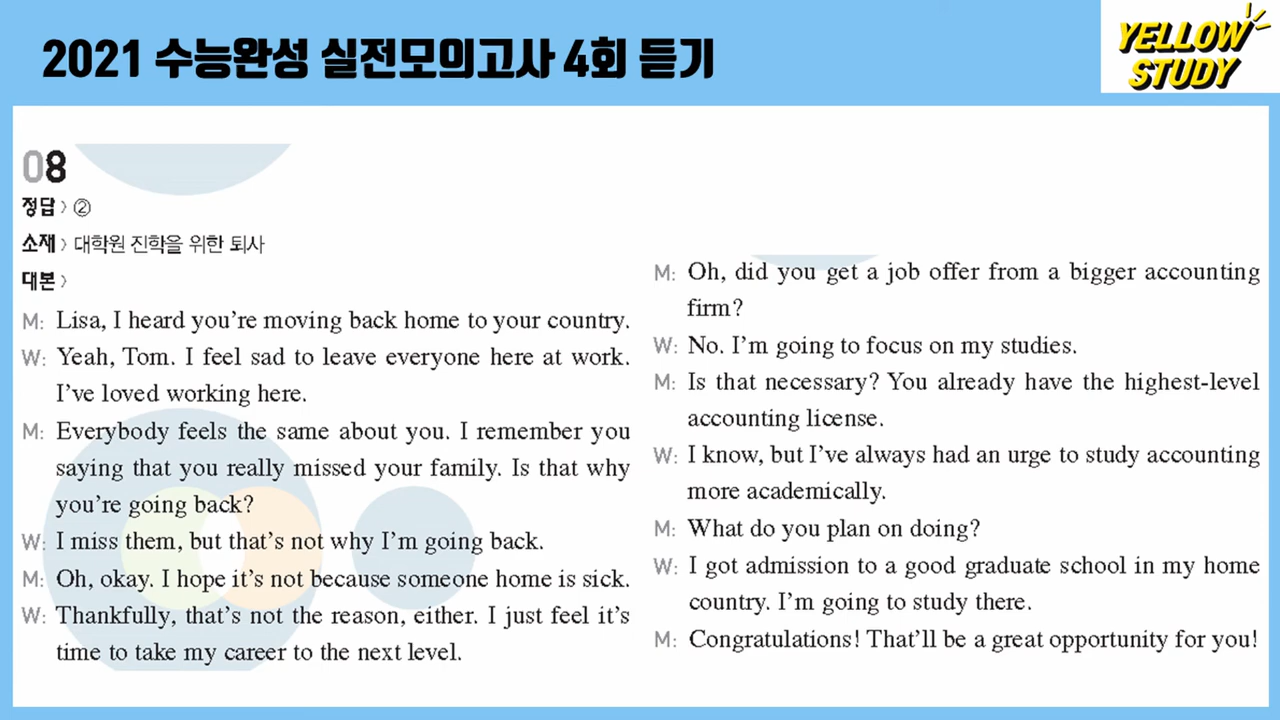 2021 수능완성 실전모의고사 4회 듣기
YELLOW
STUDY
08
정답 > ②
소재 > 대학원 진학을 위한 퇴사
대본 >
M: Lisa, I heard you're moving back home to your country.
W: Yeah, Tom. I feel sad to leave everyone here at work.
I've loved working here.
M: Everybody feels the same about you. I remember you
saying that you really missed your family. Is that why
you're going back?
W: I miss them, but that's not why I'm going back.
M: Oh, okay. I hope it's not because someone home is sick.
W: Thankfully, that's not the reason, either. I just feel it's
time to take my career to the next level.
M: Oh, did you get a job offer from a bigger accounting
firm?
W: No. I'm going to focus on my studies.
M: Is that necessary? You already have the highest-level
accounting license.
W: I know, but I've always had an urge to study accounting
more academically.
M: What do you plan on doing?
W: I got admission to a good graduate school in my home
country. I'm going to study there.
M: Congratulations! That'll be a great opportunity for you!